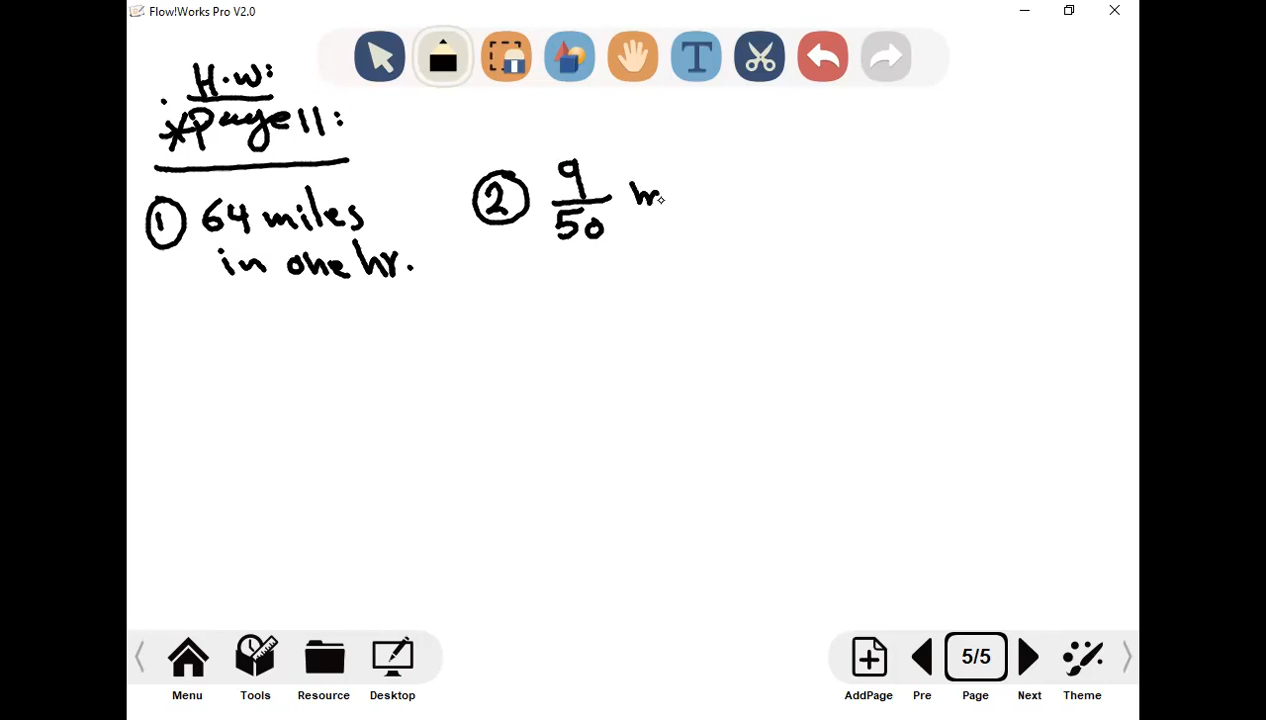 Flow!Works Pro V2.0
H.W:
*Page 11:
① 64 miles
in one hr.
② 9/50 hr
T
5/5
Menu Tools Resource Desktop AddPage Pre Page Next Theme